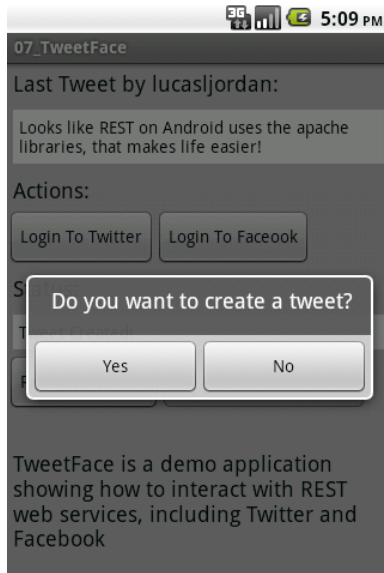 3G 5:09 PM
07_TweetFace
Last Tweet by lucasljordan:
Looks like REST on Android uses the apache
libraries, that makes life easier!
Actions:
Login To Twitter Login To Faceook
Do you want to create a tweet?
Yes No
TweetFace is a demo application
showing how to interact with REST
web services, including Twitter and
Facebook